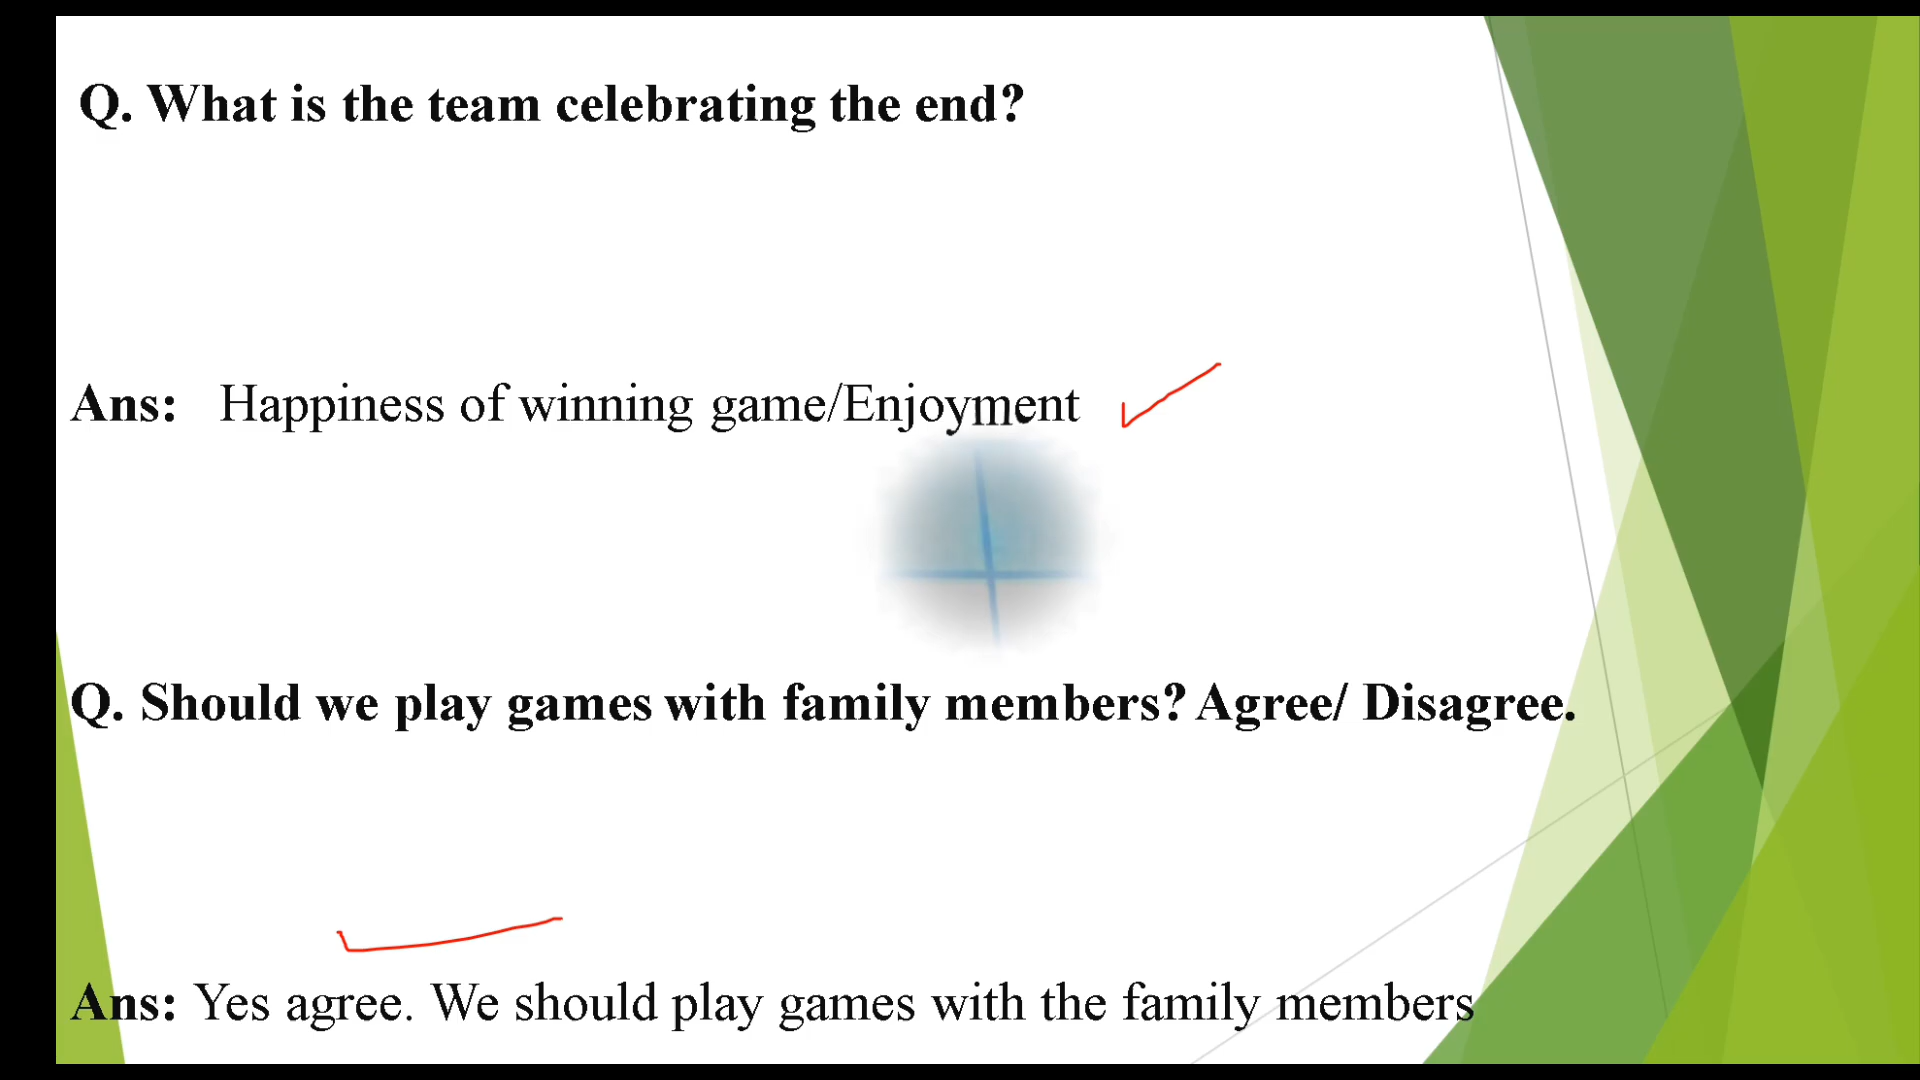 Q. What is the team celebrating the end?
Ans: Happiness of winning game/Enjoyment
Q. Should we play games with family members? Agree/ Disagree.
Ans: Yes agree. We should play games with the family members